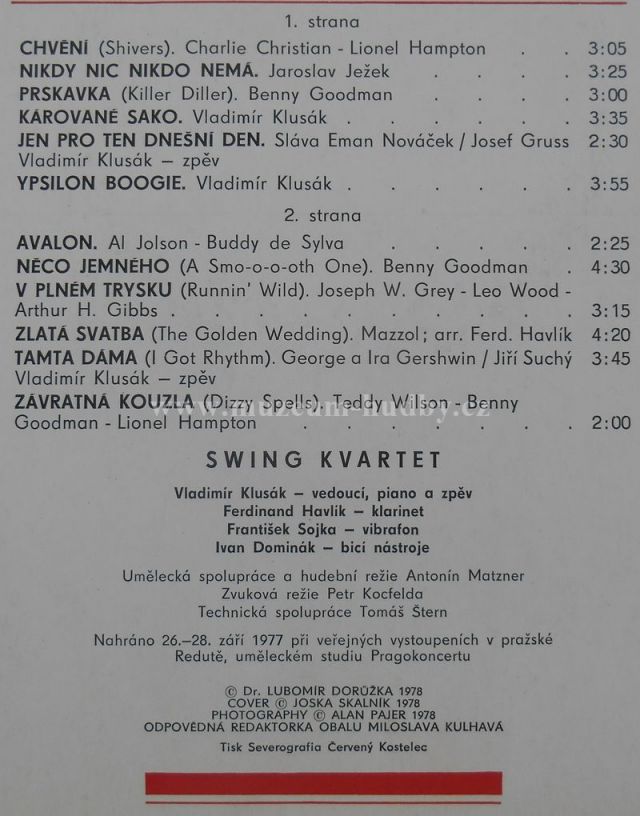 1. strana
CHVĚNÍ (Shivers). Charlie Christian - Lionel Hampton . . 3:05
NIKDY NIC NIKDO NEMÁ. Jaroslav Ježek . . . . 3:25
PRSKAVKA (Killer Diller). Benny Goodman . . . . 3:00
KÁROVANÉ SAKO. Vladimír Klusák . . . . . . 3:35
JEN PRO TEN DNEŠNÍ DEN. Sláva Eman Nováček / Josef Gruss 2:30
Vladimír Klusák – zpěv
YPSILON BOOGIE. Vladimír Klusák . . . . . . 3:55
2. strana
AVALON. Al Jolson - Buddy de Sylva . . . . . 2:25
NĚCO JEMNÉHO (A Smo-o-o-oth One). Benny Goodman . 4:30
V PLNÉM TRYSKU (Runnin' Wild). Joseph W. Grey - Leo Wood -
Arthur H. Gibbs . . . . . . . . . . 3:15
ZLATÁ SVATBA (The Golden Wedding). Mazzol; arr. Ferd. Havlík 4:20
TAMTA DÁMA (I Got Rhythm). George a Ira Gershwin / Jiří Suchý 3:45
Vladimír Klusák – zpěv
ZÁVRATNÁ KOUZLA (Dizzy Spells). Teddy Wilson - Benny
www.muzeum-hudby.cz
Goodman - Lionel Hampton . . . . . . . 2:00
SWING KVARTET
Vladimír Klusák – vedoucí, piano a zpěv
Ferdinand Havlík – klarinet
František Sojka – vibrafon
Ivan Dominák – bicí nástroje
Umělecká spolupráce a hudební režie Antonín Matzner
Zvuková režie Petr Kocfelda
Technická spolupráce Tomáš Štern
Nahráno 26.–28. září 1977 při veřejných vystoupeních v pražské
Redutě, uměleckém studiu Pragokoncertu
© Dr. LUBOMÍR DORŮŽKA 1978
COVER © JOSKA SKALNÍK 1978
PHOTOGRAPHY © ALAN PAJER 1978
ODPOVĚDNÁ REDAKTORKA OBALU MILOSLAVA KULHAVÁ
Tisk Severografia Červený Kostelec